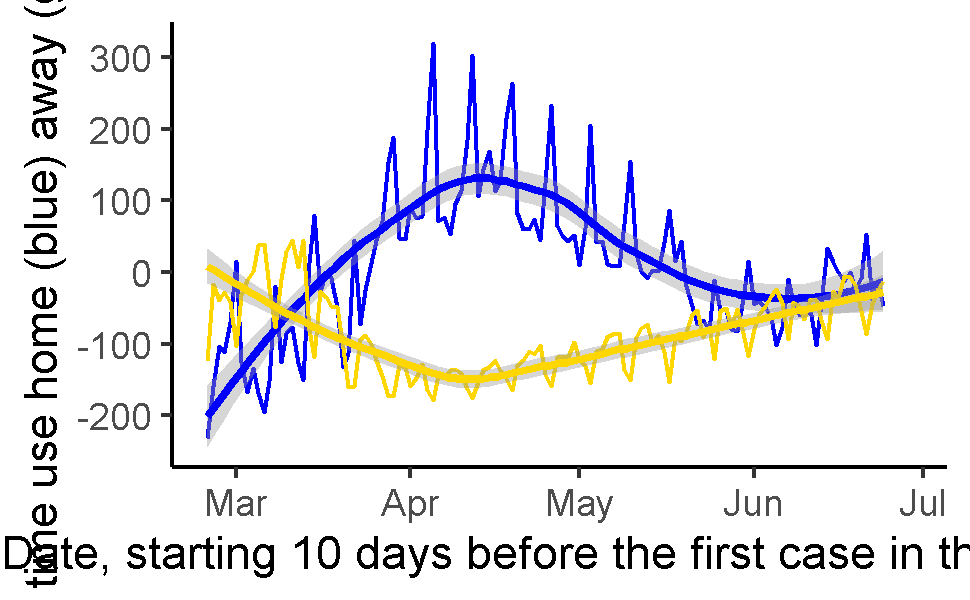 time use home (blue) away (
300
200
100
0
-100
-200
Mar Apr May Jun Jul
Date, starting 10 days before the first case in th